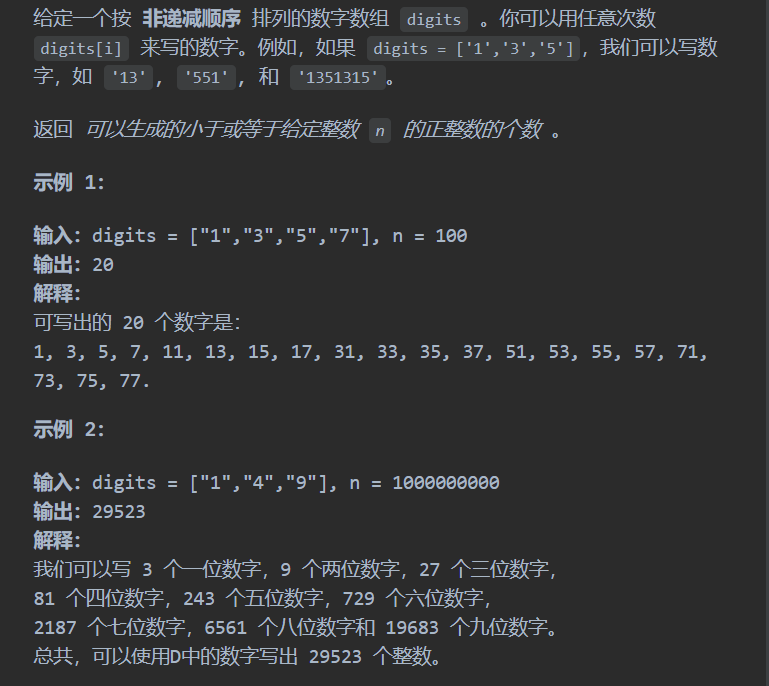 给定一个按 非递减顺序 排列的数字数组 digits 。你可以用任意次数
digits[i] 来写的数字。例如，如果 digits = ['1','3','5']，我们可以写数
字，如 '13', '551', 和 '1351315'。
返回 可以生成的小于或等于给定整数 n 的正整数的个数 。
示例 1：
输入：digits = ["1","3","5","7"], n = 100
输出：20
解释：
可写出的 20 个数字是：
1, 3, 5, 7, 11, 13, 15, 17, 31, 33, 35, 37, 51, 53, 55, 57, 71,
73, 75, 77.
示例 2：
输入：digits = ["1","4","9"], n = 1000000000
输出：29523
解释：
我们可以写 3 个一位数字，9 个两位数字，27 个三位数字，
81 个四位数字，243 个五位数字，729 个六位数字，
2187 个七位数字，6561 个八位数字和 19683 个九位数字。
总共，可以使用D中的数字写出 29523 个整数。